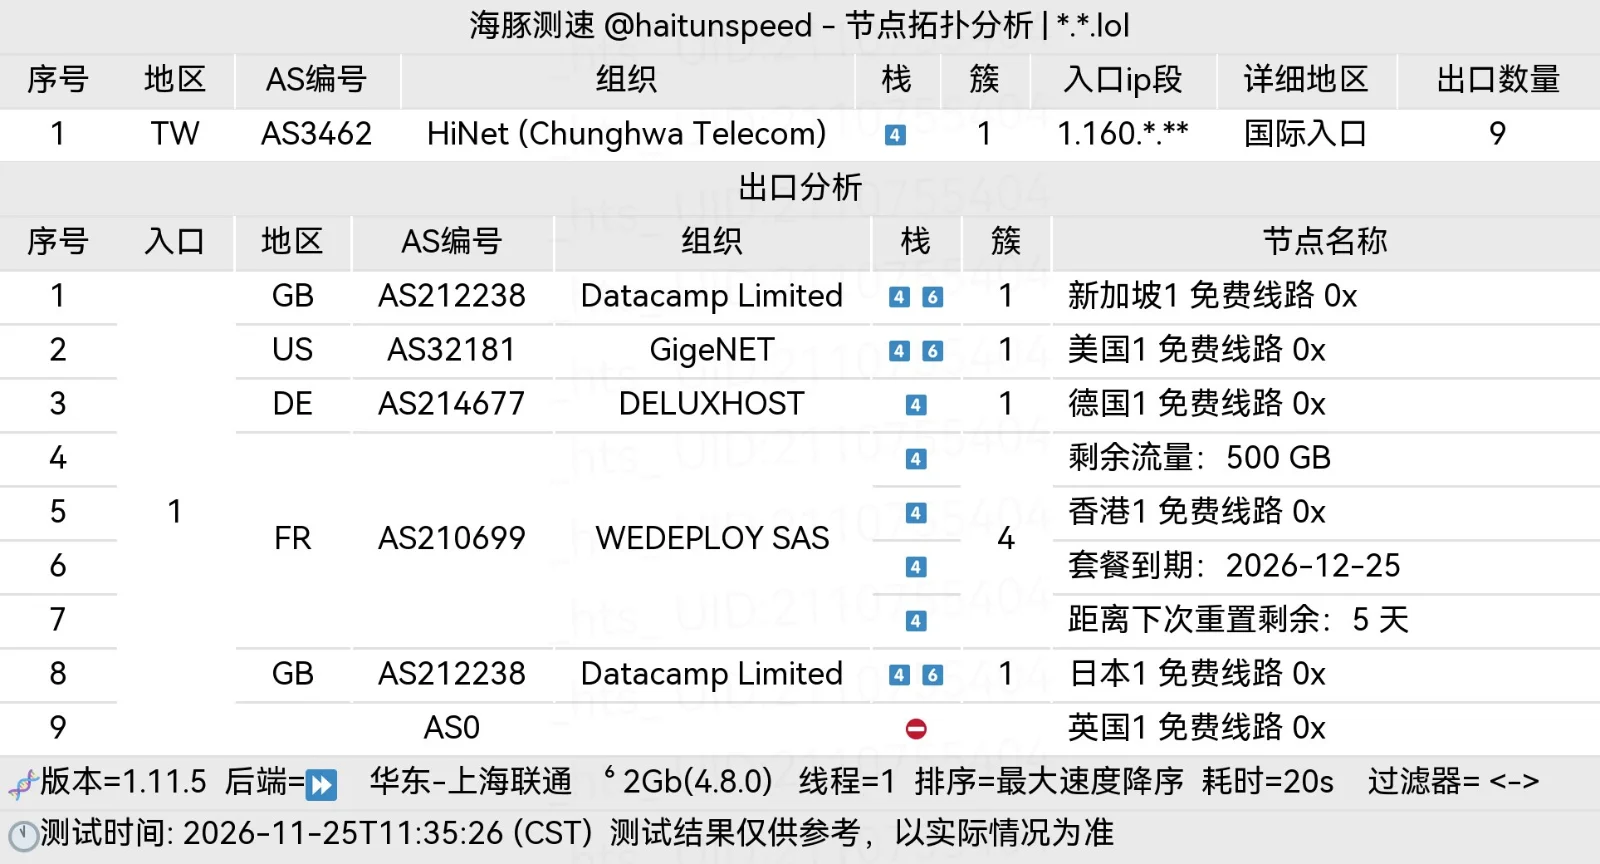 海豚测速 @haitunspeed - 节点拓扑分析 | *.*.lol
序号 地区 AS编号 组织 栈 簇 入口ip段 详细地区 出口数量
1 TW AS3462 HiNet (Chunghwa Telecom) 4 1 1.160.*.** 国际入口 9
出口分析
序号 入口 地区 AS编号 组织 栈 簇 节点名称
1 GB AS212238 Datacamp Limited 4 6 1 新加坡1 免费线路 0x
2 US AS32181 GigeNET 4 6 1 美国1 免费线路 0x
3 DE AS214677 DELUXHOST 4 1 德国1 免费线路 0x
4 4 剩余流量：500 GB
5 1 FR AS210699 WEDEPLOY SAS 4 4 香港1 免费线路 0x
6 4 套餐到期：2026-12-25
7 4 距离下次重置剩余：5 天
8 GB AS212238 Datacamp Limited 4 6 1 日本1 免费线路 0x
9 AS0 英国1 免费线路 0x
版本=1.11.5 后端= 华东-上海联通 ⁶ 2Gb(4.8.0) 线程=1 排序=最大速度降序 耗时=20s 过滤器= <->
测试时间: 2026-11-25T11:35:26 (CST) 测试结果仅供参考，以实际情况为准
_hts_ UID:2110755404